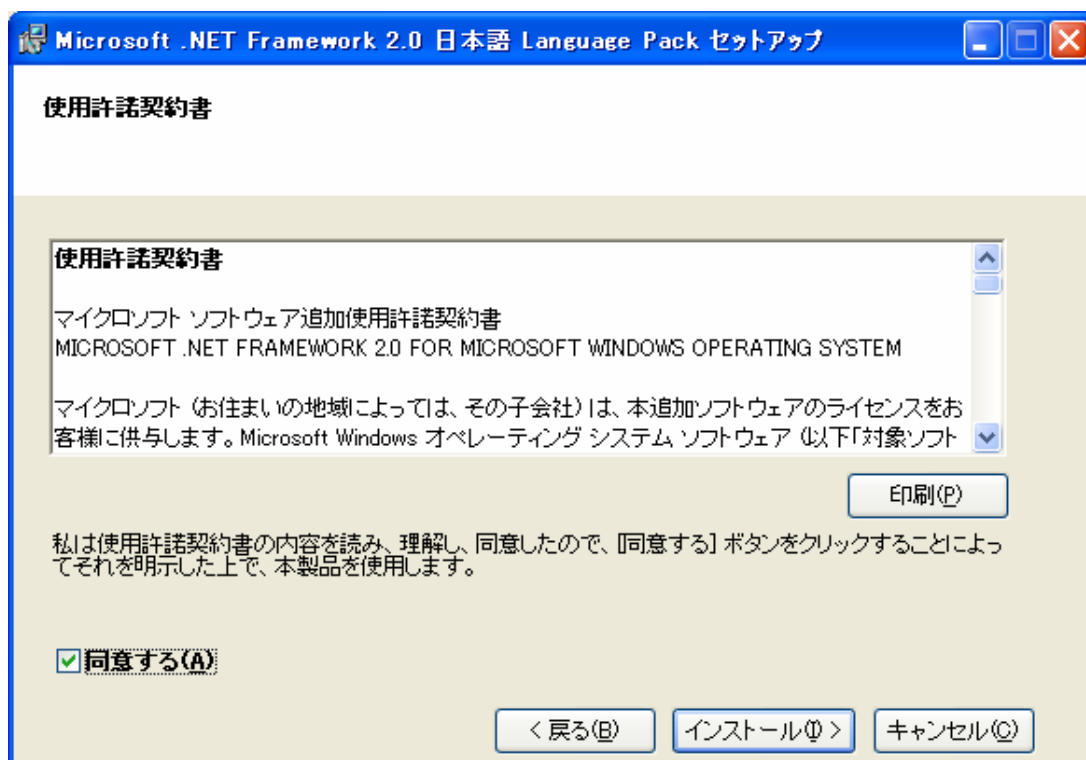 Microsoft .NET Framework 2.0 日本語 Language Pack セットアップ
使用許諾契約書
使用許諾契約書
マイクロソフト ソフトウェア追加使用許諾契約書
MICROSOFT .NET FRAMEWORK 2.0 FOR MICROSOFT WINDOWS OPERATING SYSTEM
マイクロソフト (お住まいの地域によっては、その子会社) は、本追加ソフトウェアのライセンスをお
客様に供与します。Microsoft Windows オペレーティング システム ソフトウェア (以下「対象ソフト
印刷(P)
私は使用許諾契約書の内容を読み、理解し、同意したので、[同意する] ボタンをクリックすることによっ
てそれを明示した上で、本製品を使用します。
同意する(A)
< 戻る(B)
インストール(I) >
キャンセル(C)